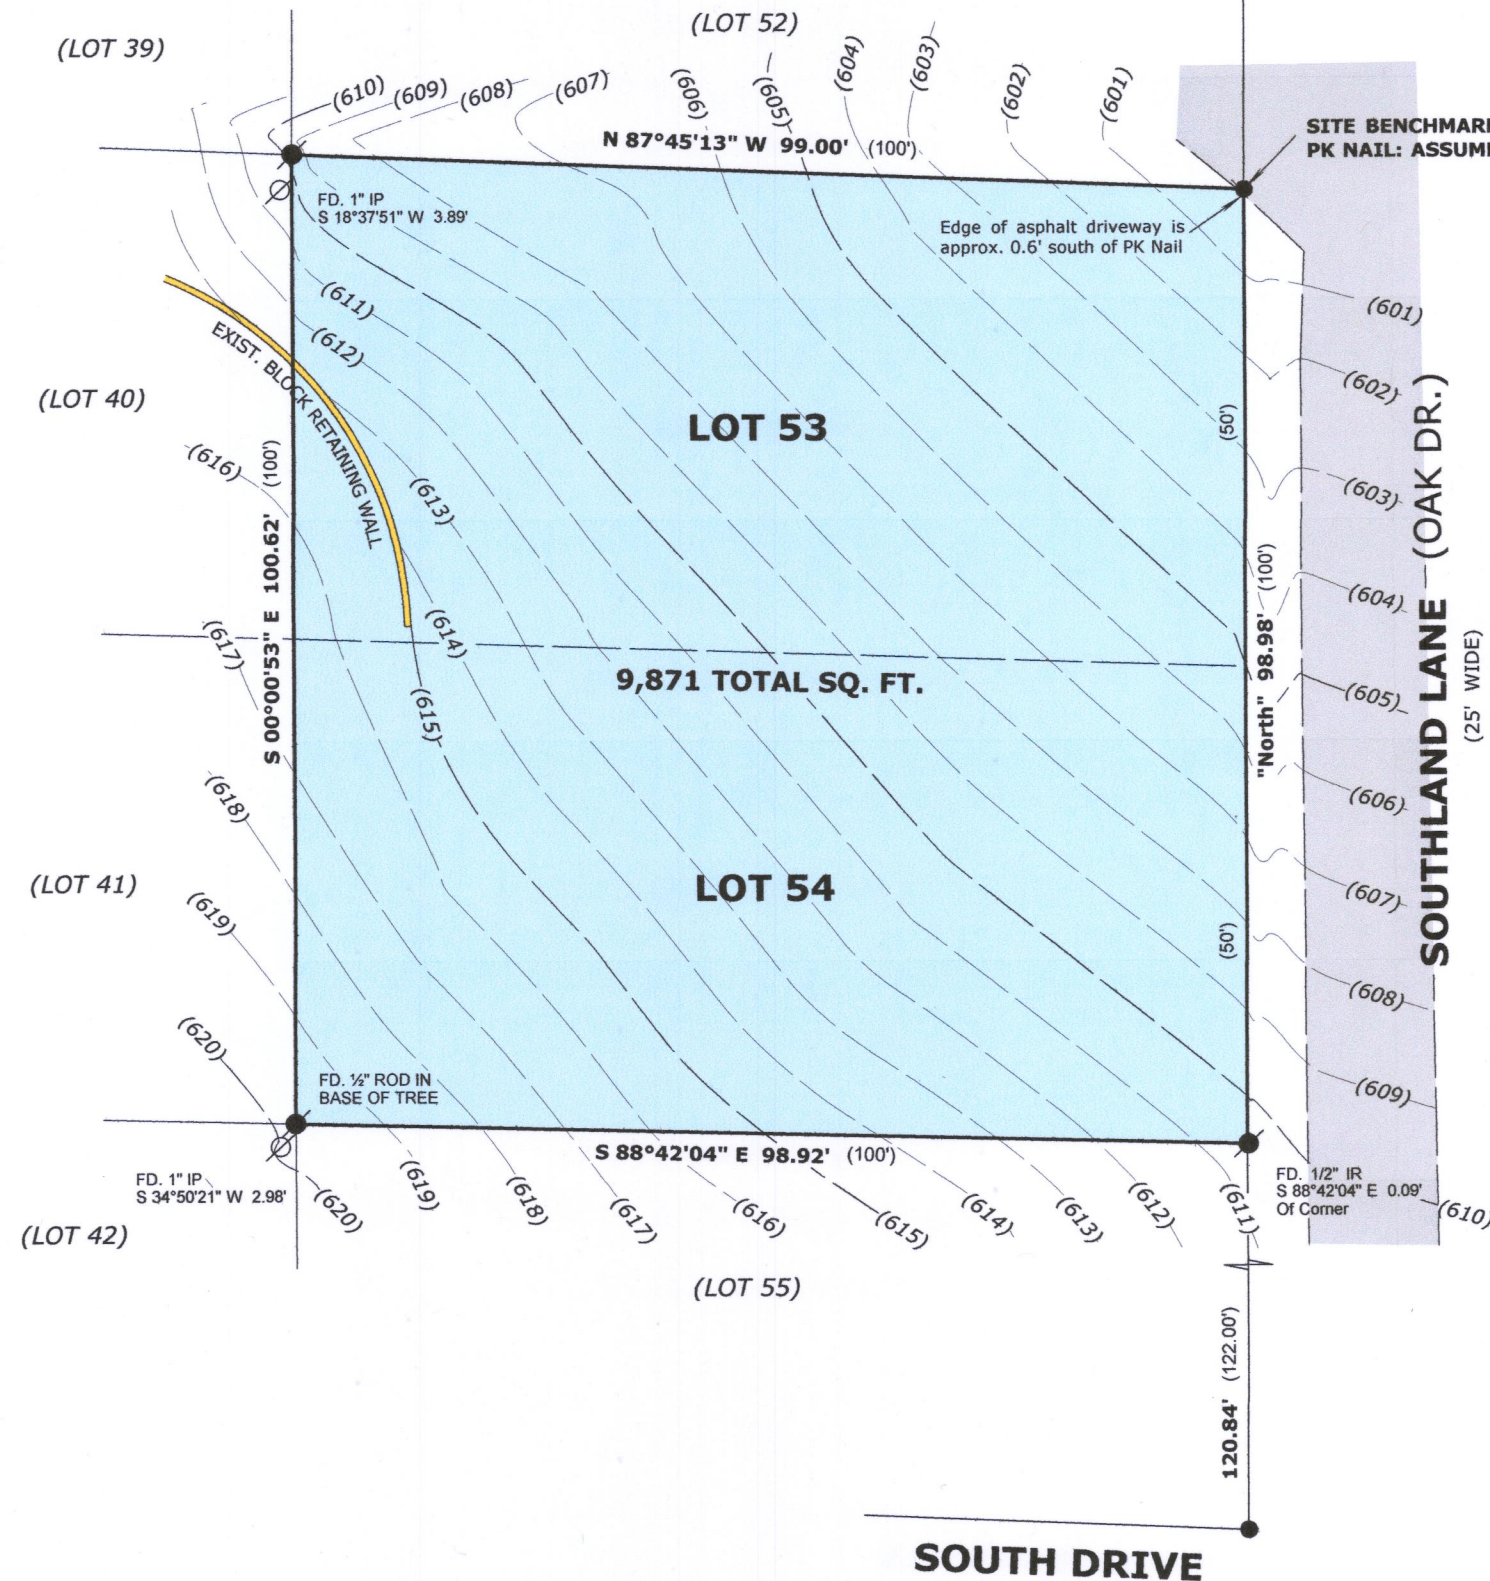 (LOT 39)
(LOT 52)
(610)
(609)
(608)
(607)
(606)
(605)
(604)
(603)
(602)
(601)
N 87°45'13" W 99.00' (100')
SITE BENCHMAR
PK NAIL: ASSUM
FD. 1" IP
S 18°37'51" W 3.89'
Edge of asphalt driveway is
approx. 0.6' south of PK Nail
(611)
(612)
(601)
(602)
(603)
(604)
(605)
(606)
(607)
(608)
(609)
(610)
EXIST. BLOCK RETAINING WALL
(LOT 40)
LOT 53
(50')
(616)
(613)
(614)
(617)
(615)
S 00°00'53" E 100.62' (100')
"North" 98.98' (100')
SOUTHLAND LANE (OAK DR.)
(25' WIDE)
9,871 TOTAL SQ. FT.
(618)
(LOT 41)
LOT 54
(619)
(50')
(620)
FD. ½" ROD IN
BASE OF TREE
S 88°42'04" E 98.92' (100')
FD. 1" IP
S 34°50'21" W 2.98'
FD. 1/2" IR
S 88°42'04" E 0.09'
Of Corner
(620)
(619)
(618)
(617)
(616)
(615)
(614)
(613)
(612)
(611)
(LOT 42)
(LOT 55)
120.84' (122.00')
SOUTH DRIVE